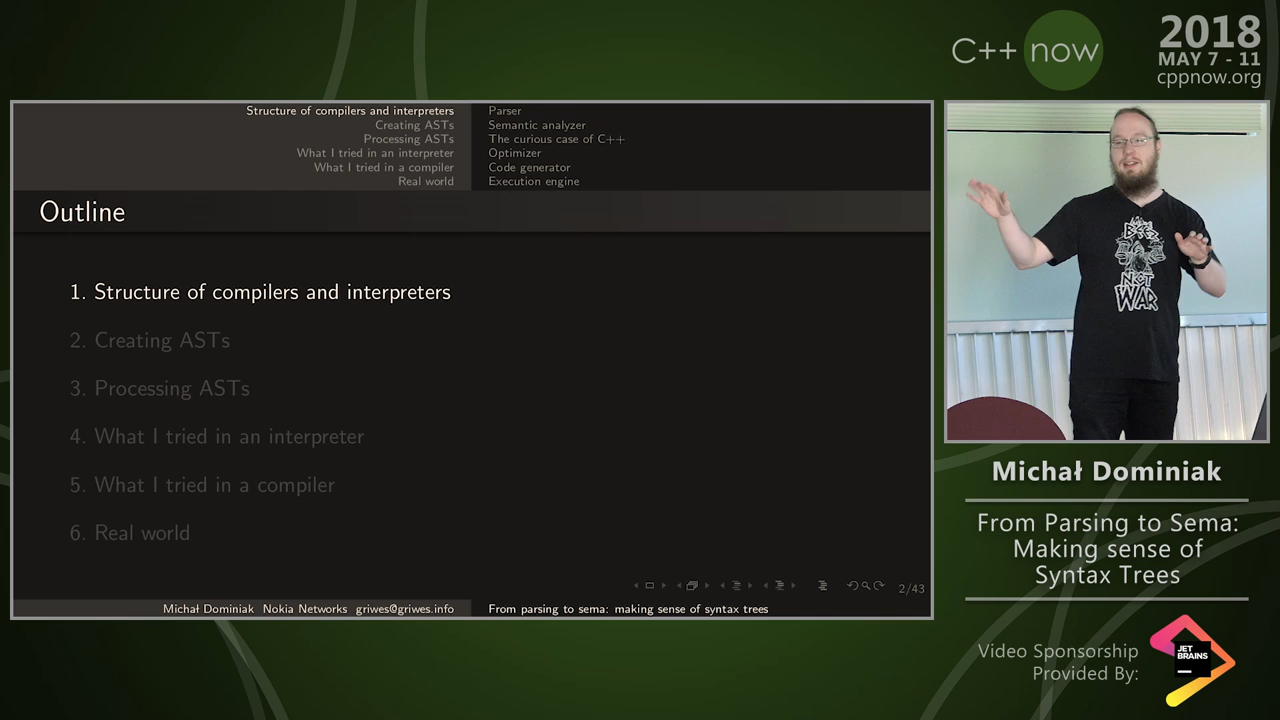 C++ now
2018
MAY 7 - 11
cppnow.org
Structure of compilers and interpreters
Creating ASTs
Processing ASTs
What I tried in an interpreter
What I tried in a compiler
Real world
Parser
Semantic analyzer
The curious case of C++
Optimizer
Code generator
Execution engine
Outline
1. Structure of compilers and interpreters
2. Creating ASTs
3. Processing ASTs
4. What I tried in an interpreter
5. What I tried in a compiler
6. Real world
2/43
Michał Dominiak Nokia Networks griwes@griwes.info
From parsing to sema: making sense of syntax trees
BEER
NOT
WAR
Michał Dominiak
From Parsing to Sema:
Making sense of
Syntax Trees
Video Sponsorship
Provided By:
JET
BRAINS